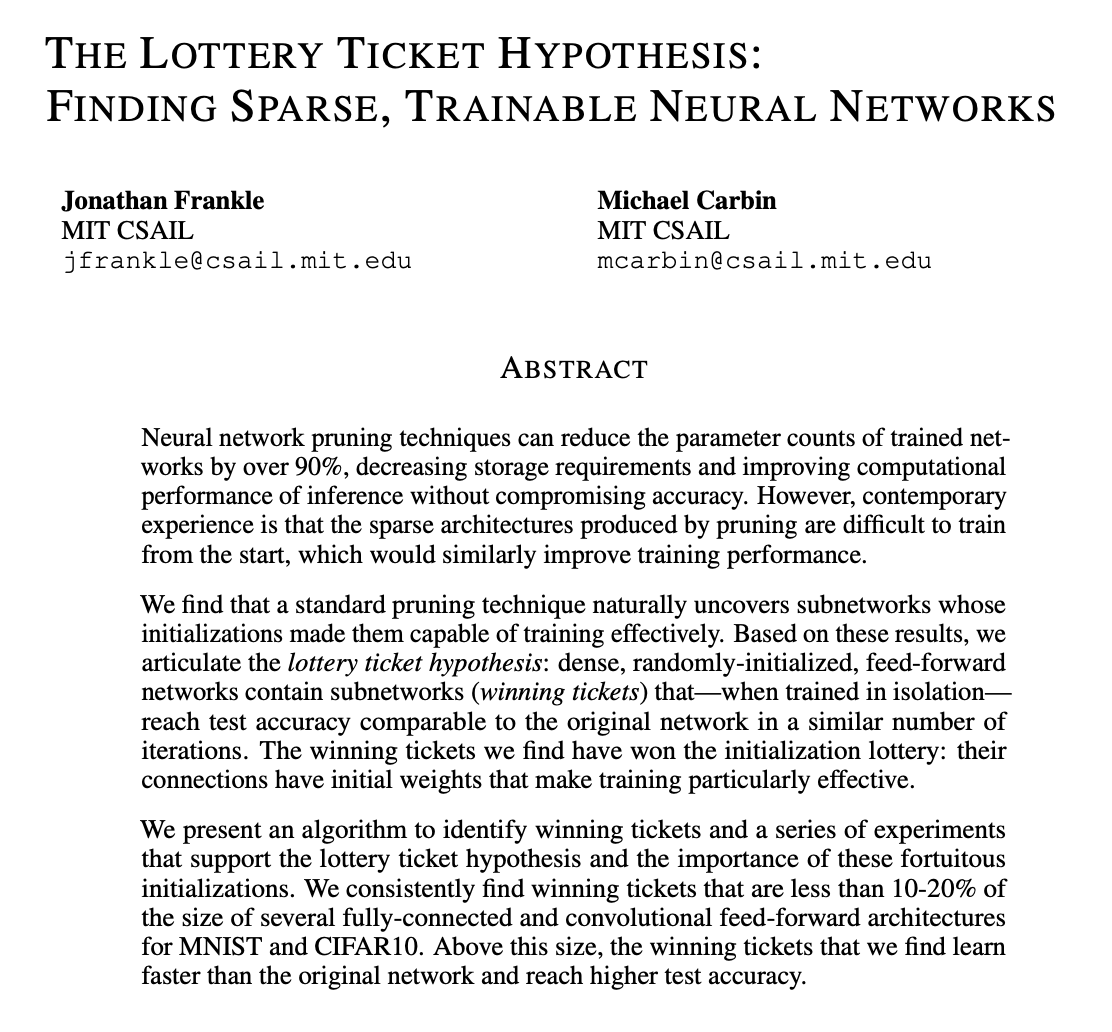 THE LOTTERY TICKET HYPOTHESIS:
FINDING SPARSE, TRAINABLE NEURAL NETWORKS
Jonathan Frankle
MIT CSAIL
jfrankle@csail.mit.edu
Michael Carbin
MIT CSAIL
mcarbin@csail.mit.edu
ABSTRACT
Neural network pruning techniques can reduce the parameter counts of trained net-
works by over 90%, decreasing storage requirements and improving computational
performance of inference without compromising accuracy. However, contemporary
experience is that the sparse architectures produced by pruning are difficult to train
from the start, which would similarly improve training performance.
We find that a standard pruning technique naturally uncovers subnetworks whose
initializations made them capable of training effectively. Based on these results, we
articulate the lottery ticket hypothesis: dense, randomly-initialized, feed-forward
networks contain subnetworks (winning tickets) that—when trained in isolation—
reach test accuracy comparable to the original network in a similar number of
iterations. The winning tickets we find have won the initialization lottery: their
connections have initial weights that make training particularly effective.
We present an algorithm to identify winning tickets and a series of experiments
that support the lottery ticket hypothesis and the importance of these fortuitous
initializations. We consistently find winning tickets that are less than 10-20% of
the size of several fully-connected and convolutional feed-forward architectures
for MNIST and CIFAR10. Above this size, the winning tickets that we find learn
faster than the original network and reach higher test accuracy.